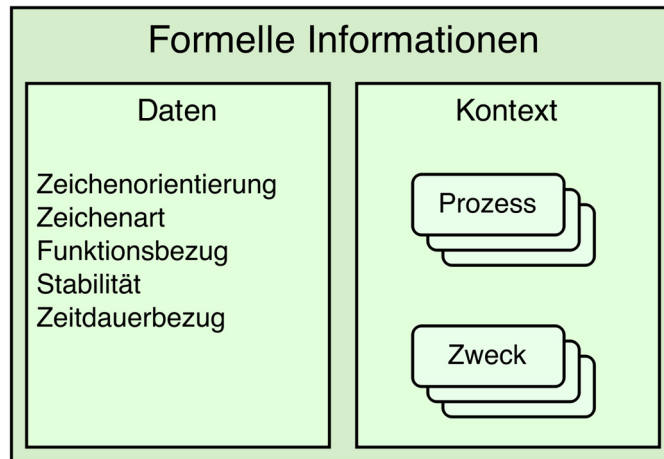 Formelle Informationen
Daten
Zeichenorientierung
Zeichenart
Funktionsbezug
Stabilität
Zeitdauerbezug
Kontext
Prozess
Zweck